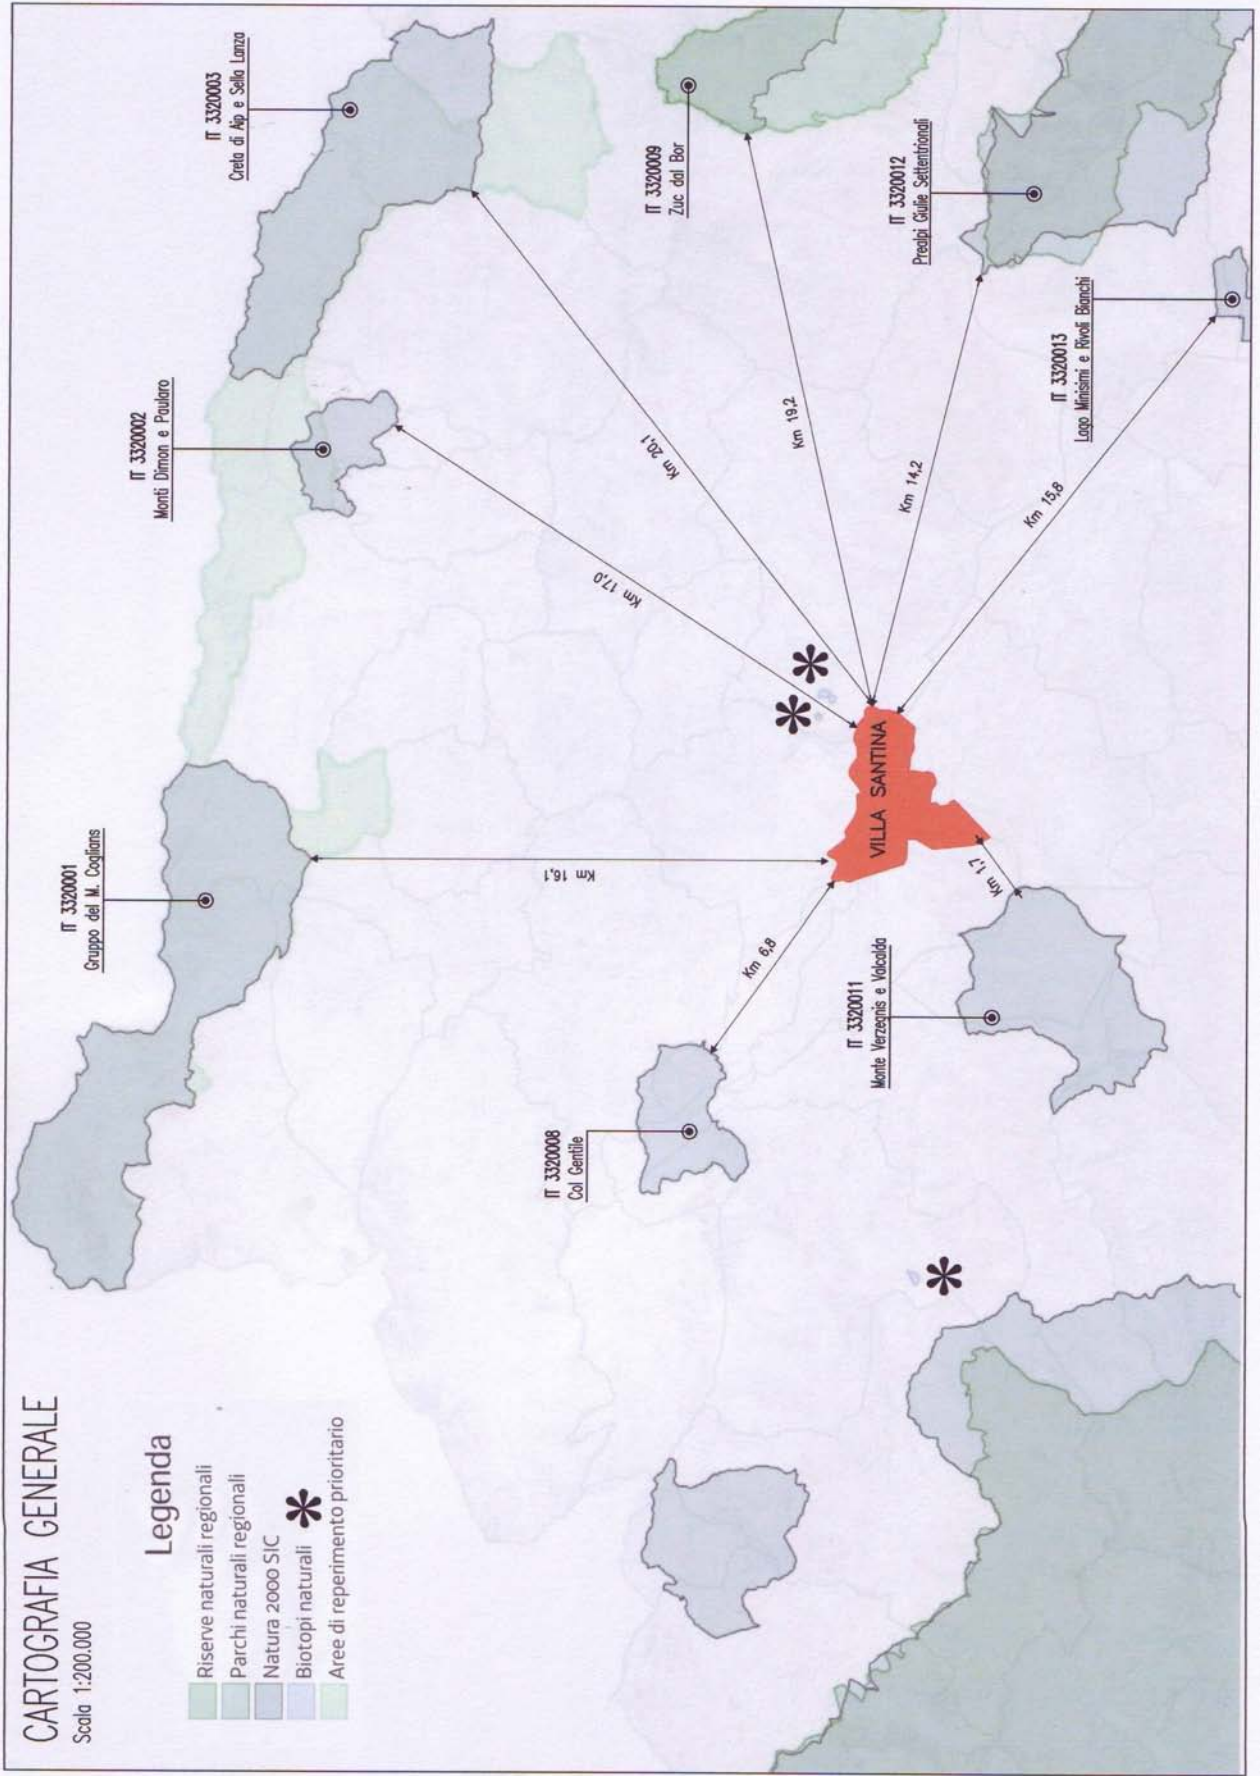 CARTOGRAFIA GENERALE
Scala 1:200.000
Legenda
Riserve naturali regionali
Parchi naturali regionali
Natura 2000 SIC
Biotopi naturali
Aree di reperimento prioritario
IT 3320001
Gruppo del M. Coglians
IT 3320002
Monti Dimon e Paularo
IT 3320003
Creta di Aip e Sella Lanza
IT 3320008
Col Gentile
IT 3320009
Zuc dal Bor
IT 3320011
Monte Verzegnis e Valcalda
IT 3320012
Prealpi Giulie Settentrionali
IT 3320013
Lago Minisini e Rivoli Bianchi
VILLA SANTINA
Km 16,1
Km 6,8
Km 1,7
Km 17,0
Km 20,1
Km 19,2
Km 14,2
Km 15,8